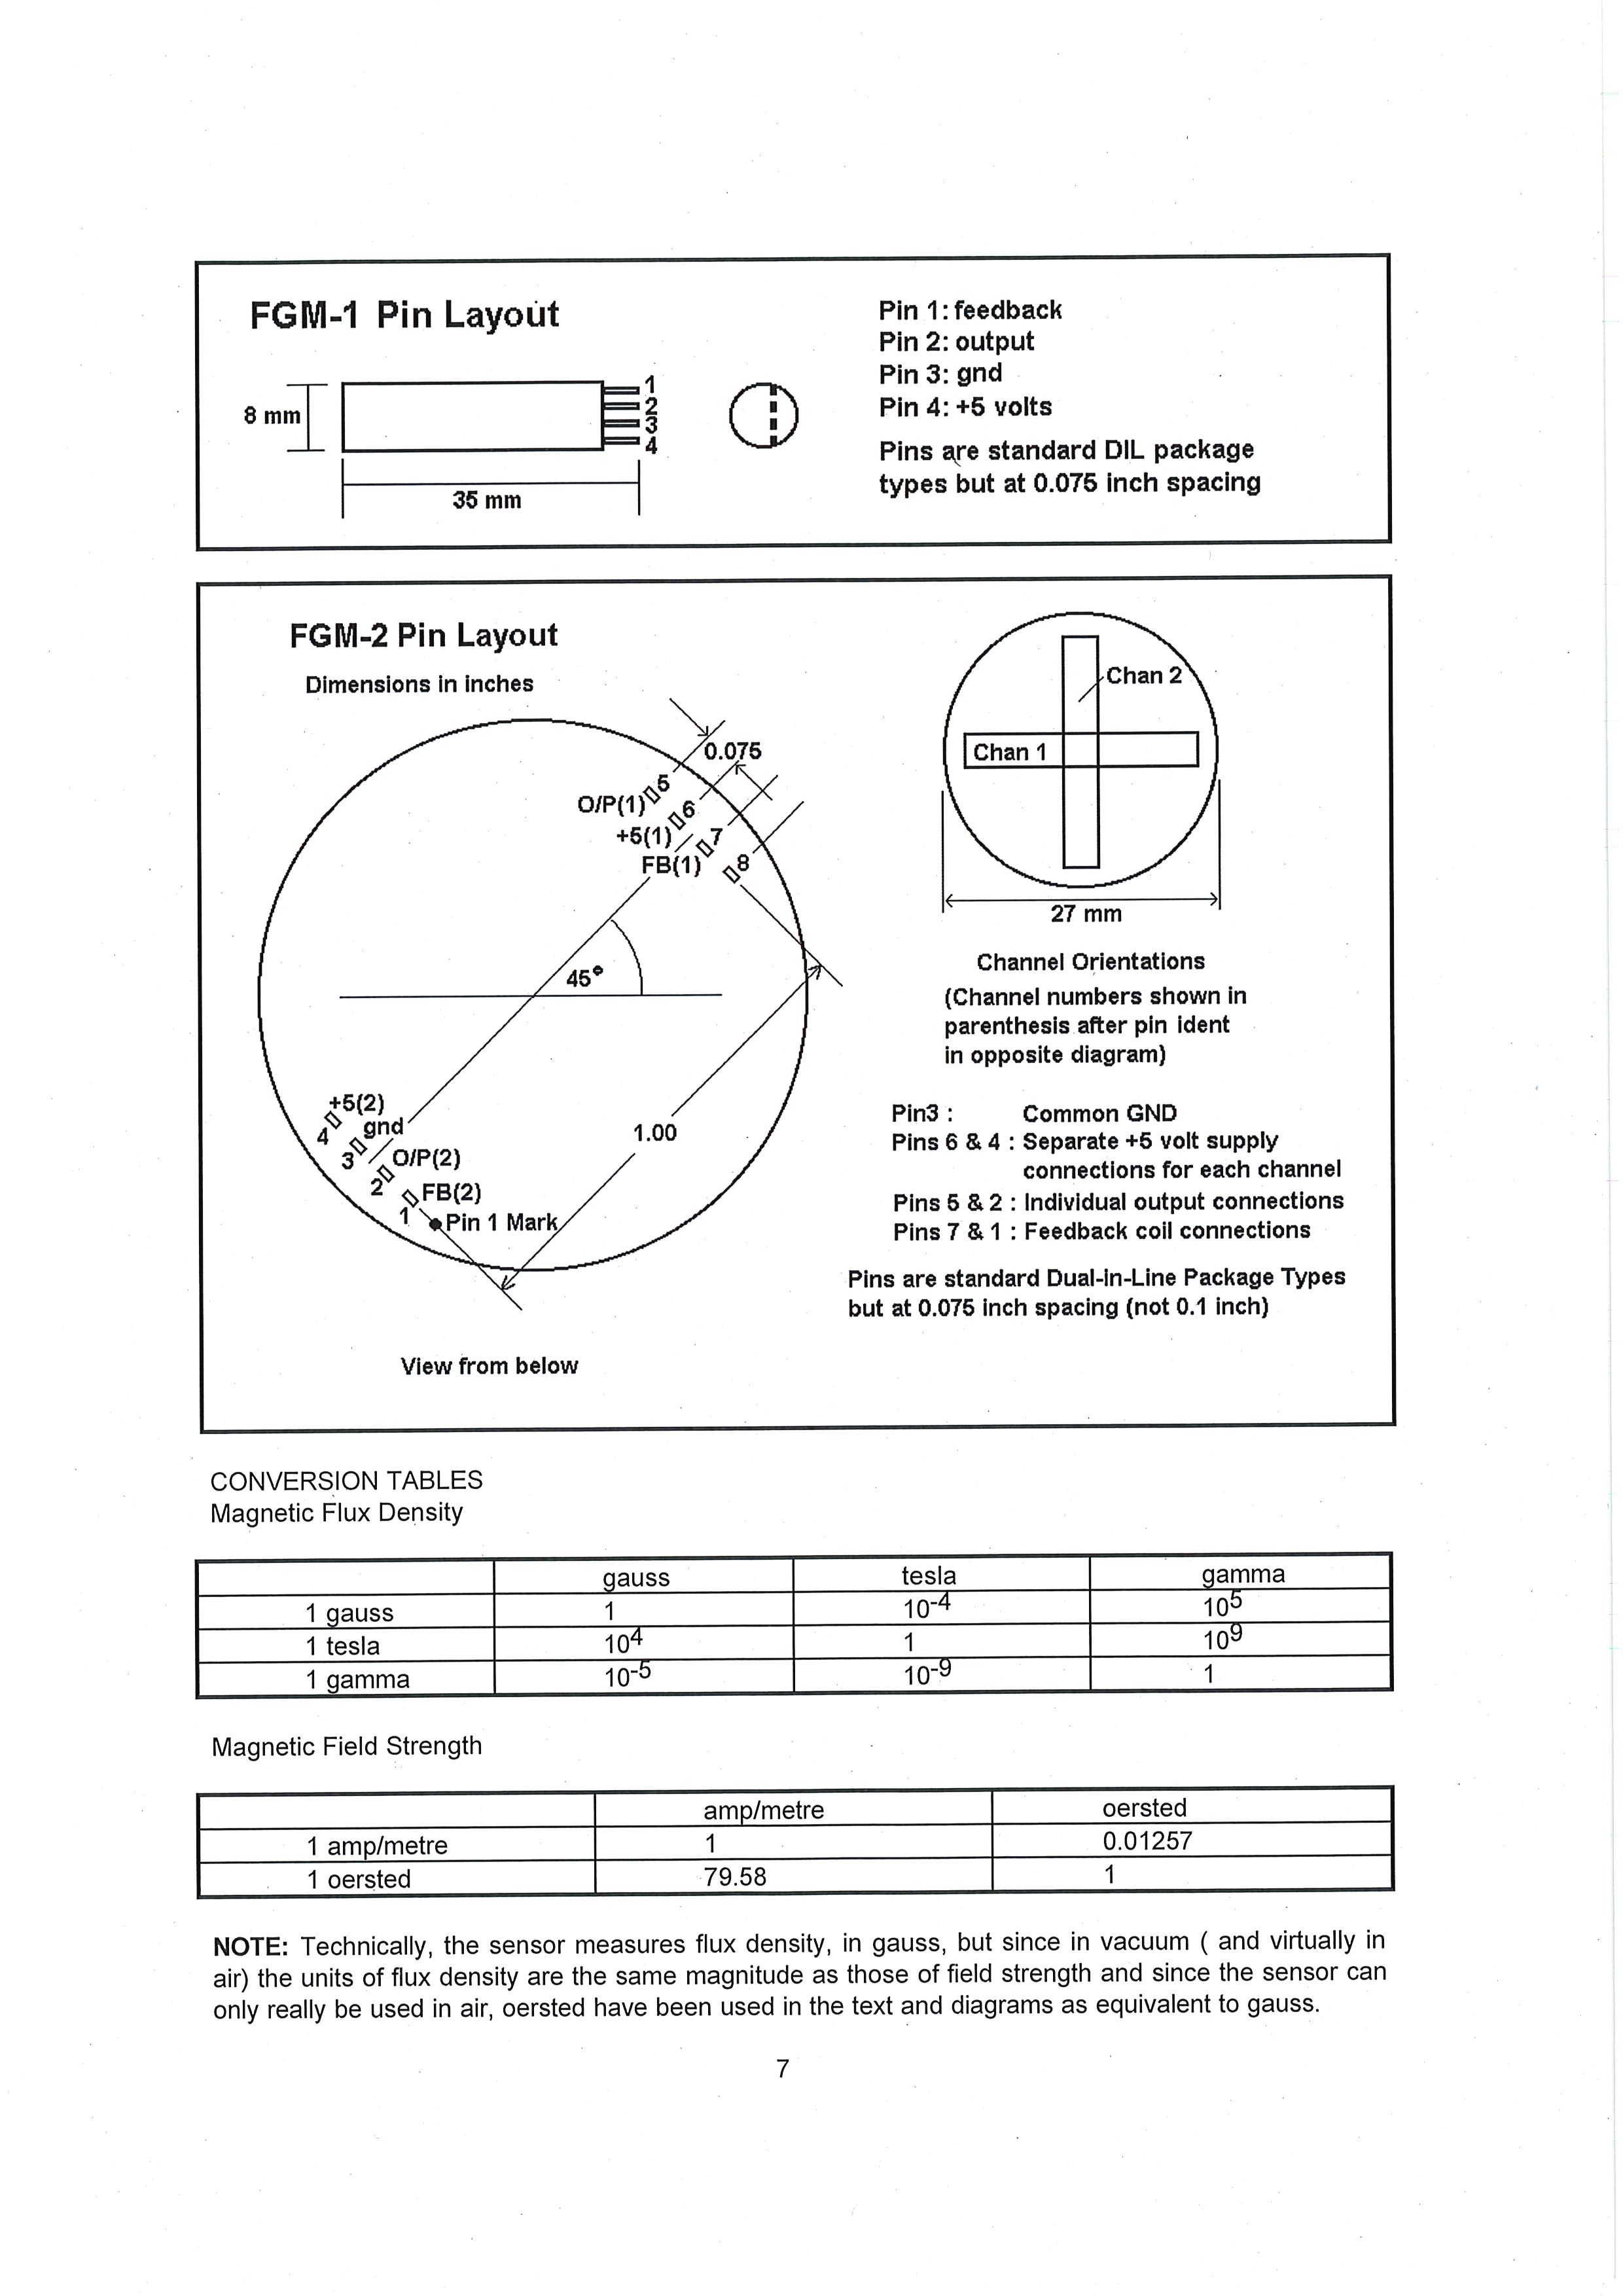 FGM-1 Pin Layout
8 mm
1
2
3
4
35 mm
Pin 1: feedback
Pin 2: output
Pin 3: gnd
Pin 4: +5 volts
Pins are standard DIL package
types but at 0.075 inch spacing
FGM-2 Pin Layout
Dimensions in inches
0.075
O/P(1) 5
+5(1) 6
FB(1) 7
8
45°
+5(2)
4 gnd
3 O/P(2)
2 FB(2)
1 Pin 1 Mark
1.00
View from below
Chan 2
Chan 1
27 mm
Channel Orientations
(Channel numbers shown in
parenthesis after pin ident
in opposite diagram)
Pin3 : Common GND
Pins 6 & 4 : Separate +5 volt supply
connections for each channel
Pins 5 & 2 : Individual output connections
Pins 7 & 1 : Feedback coil connections
Pins are standard Dual-In-Line Package Types
but at 0.075 inch spacing (not 0.1 inch)
CONVERSION TABLES
Magnetic Flux Density
gauss tesla gamma
1 gauss 1 10-4 105
1 tesla 104 1 109
1 gamma 10-5 10-9 1
Magnetic Field Strength
amp/metre oersted
1 amp/metre 1 0.01257
1 oersted 79.58 1
NOTE: Technically, the sensor measures flux density, in gauss, but since in vacuum ( and virtually in
air) the units of flux density are the same magnitude as those of field strength and since the sensor can
only really be used in air, oersted have been used in the text and diagrams as equivalent to gauss.
7